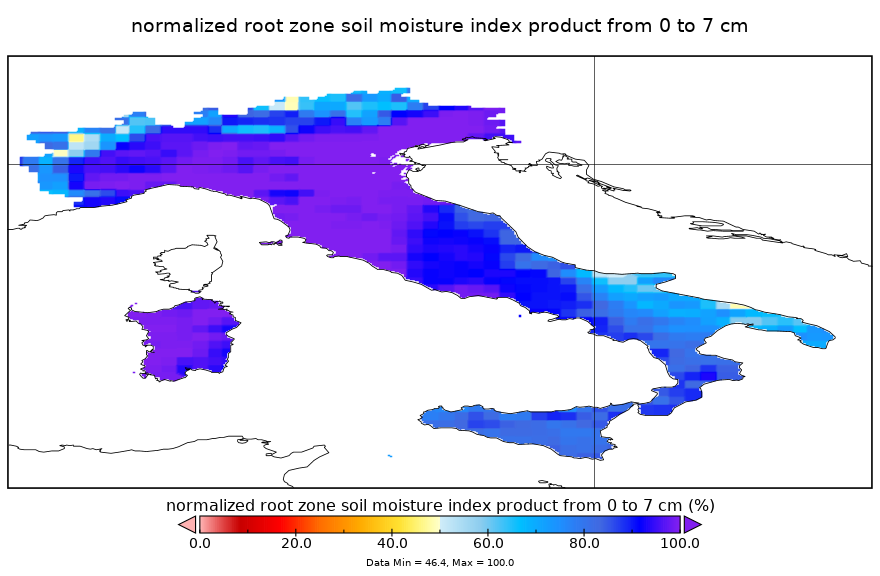 normalized root zone soil moisture index product from 0 to 7 cm
normalized root zone soil moisture index product from 0 to 7 cm (%)
0.0 20.0 40.0 60.0 80.0 100.0
Data Min = 46.4, Max = 100.0